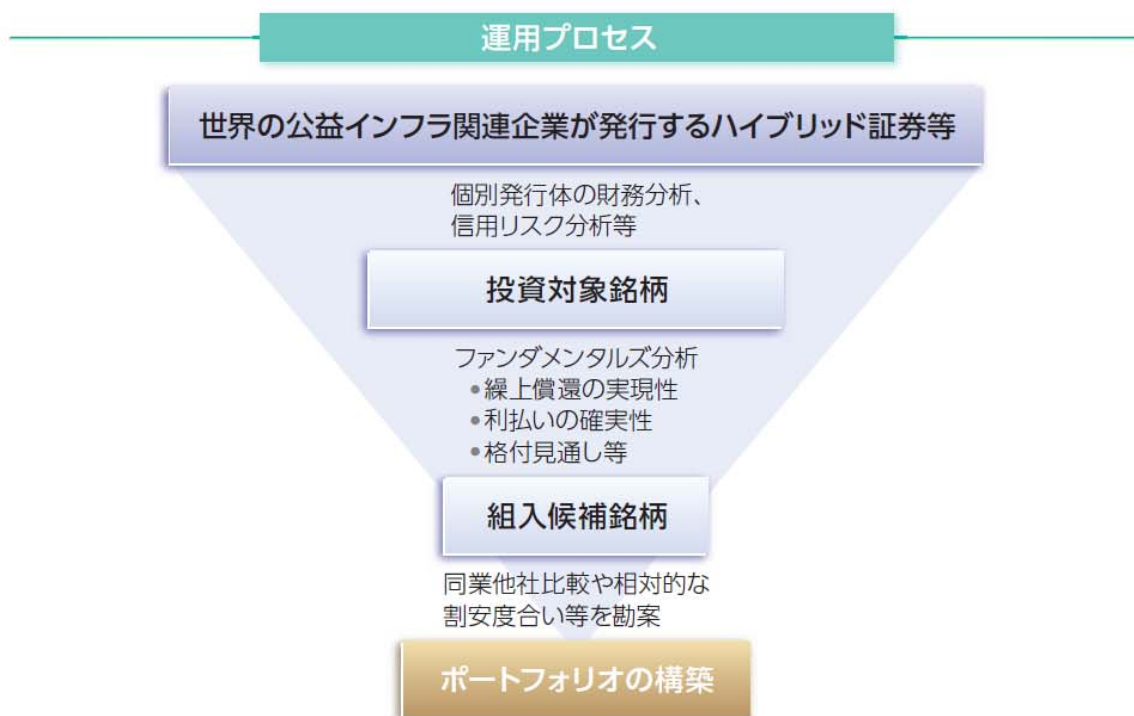 運用プロセス
世界の公益インフラ関連企業が発行するハイブリッド証券等
個別発行体の財務分析、
信用リスク分析等
投資対象銘柄
ファンダメンタルズ分析
•繰上償還の実現性
•利払いの確実性
•格付見通し等
組入候補銘柄
同業他社比較や相対的な
割安度合い等を勘案
ポートフォリオの構築